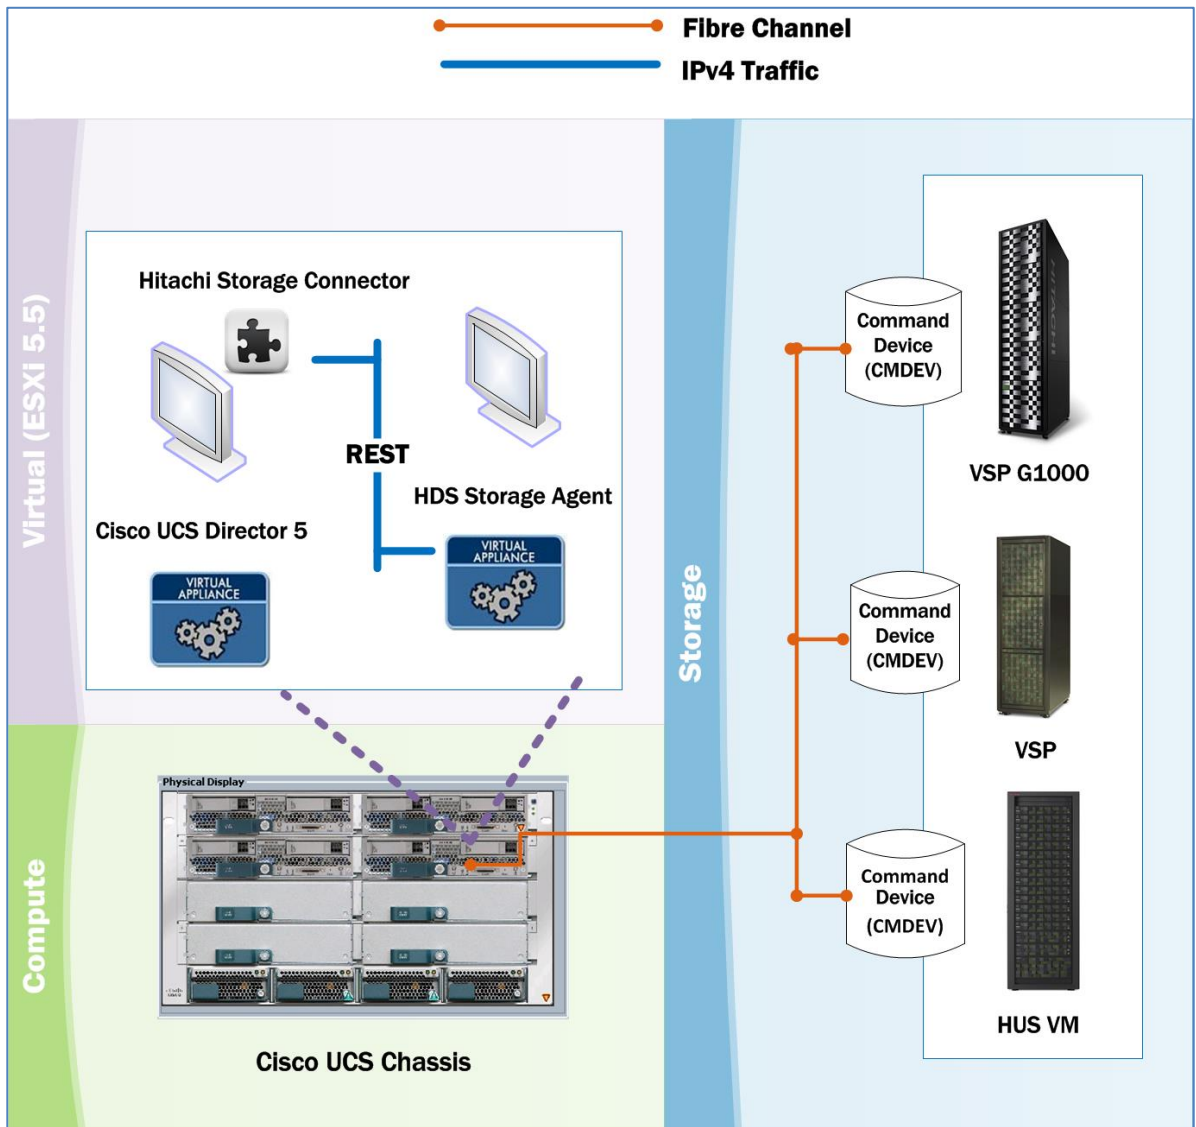 Fibre Channel
IPv4 Traffic
Virtual (ESXi 5.5)
Hitachi Storage Connector
REST
HDS Storage Agent
Cisco UCS Director 5
VIRTUAL
APPLIANCE
VIRTUAL
APPLIANCE
Compute
Physical Display
Cisco UCS Chassis
Storage
Command
Device
(CMDEV)
HITACHI
VSP G1000
Command
Device
(CMDEV)
VSP
Command
Device
(CMDEV)
HUS VM